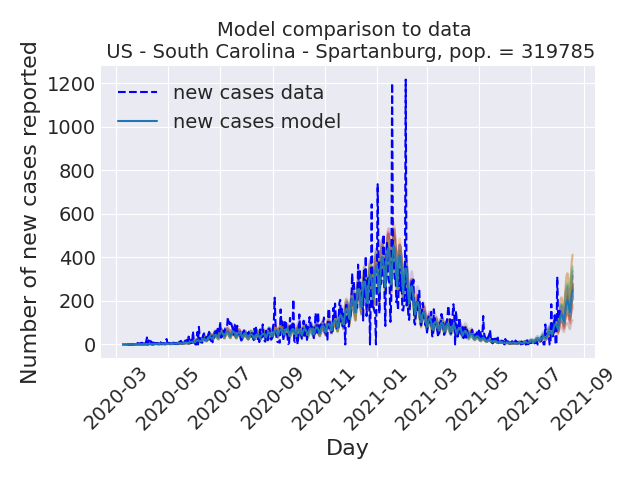 Model comparison to data
US - South Carolina - Spartanburg, pop. = 319785
Number of new cases reported
1200
1000
800
600
400
200
0
new cases data
new cases model
2020-03
2020-05
2020-07
2020-09
2020-11
2021-01
2021-03
2021-05
2021-07
2021-09
Day